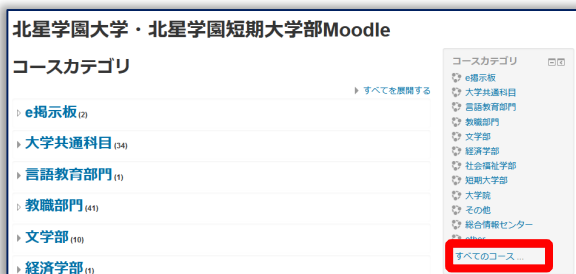 北星学園大学・北星学園短期大学部Moodle
コースカテゴリ
すべてを展開する
e掲示板(2)
大学共通科目(34)
言語教育部門(1)
教職部門(41)
文学部(10)
経済学部(1)
コースカテゴリ
e掲示板
大学共通科目
言語教育部門
教職部門
文学部
経済学部
社会福祉学部
短期大学部
大学院
その他
総合情報センター
other
すべてのコース ...